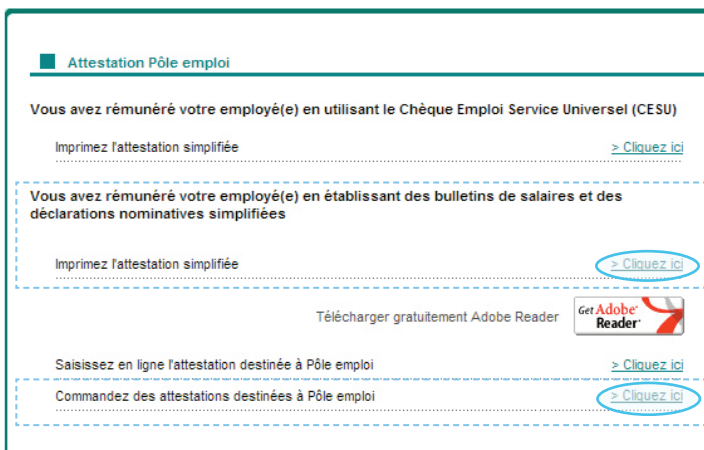 Attestation Pôle emploi
Vous avez rémunéré votre employé(e) en utilisant le Chèque Emploi Service Universel (CESU)
Imprimez l'attestation simplifiée > Cliquez ici
Vous avez rémunéré votre employé(e) en établissant des bulletins de salaires et des
déclarations nominatives simplifiées
Imprimez l'attestation simplifiée > Cliquez ici
Télécharger gratuitement Adobe Reader Get Adobe®
Reader®
Saisissez en ligne l'attestation destinée à Pôle emploi > Cliquez ici
Commandez des attestations destinées à Pôle emploi > Cliquez ici